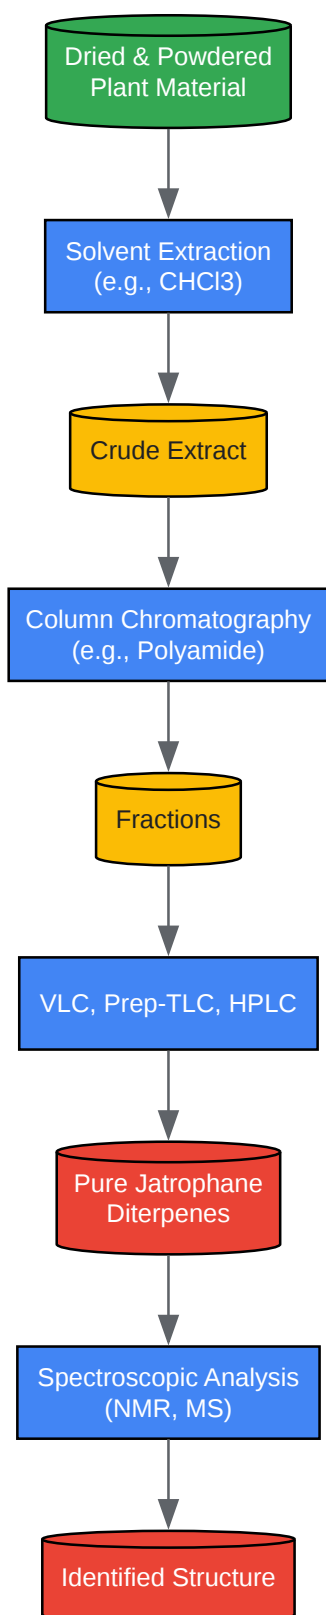 Dried & Powdered
Plant Material
Solvent Extraction
(e.g., CHCl3)
Crude Extract
Column Chromatography
(e.g., Polyamide)
Fractions
VLC, Prep-TLC, HPLC
Pure Jatrophane
Diterpenes
Spectroscopic Analysis
(NMR, MS)
Identified Structure